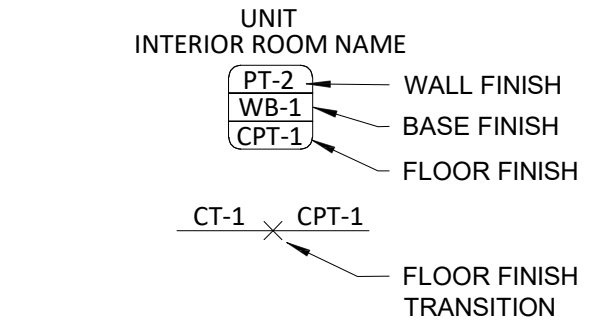 UNIT
INTERIOR ROOM NAME
PT-2
WALL FINISH
WB-1
BASE FINISH
CPT-1
FLOOR FINISH
CT-1 CPT-1
FLOOR FINISH
TRANSITION